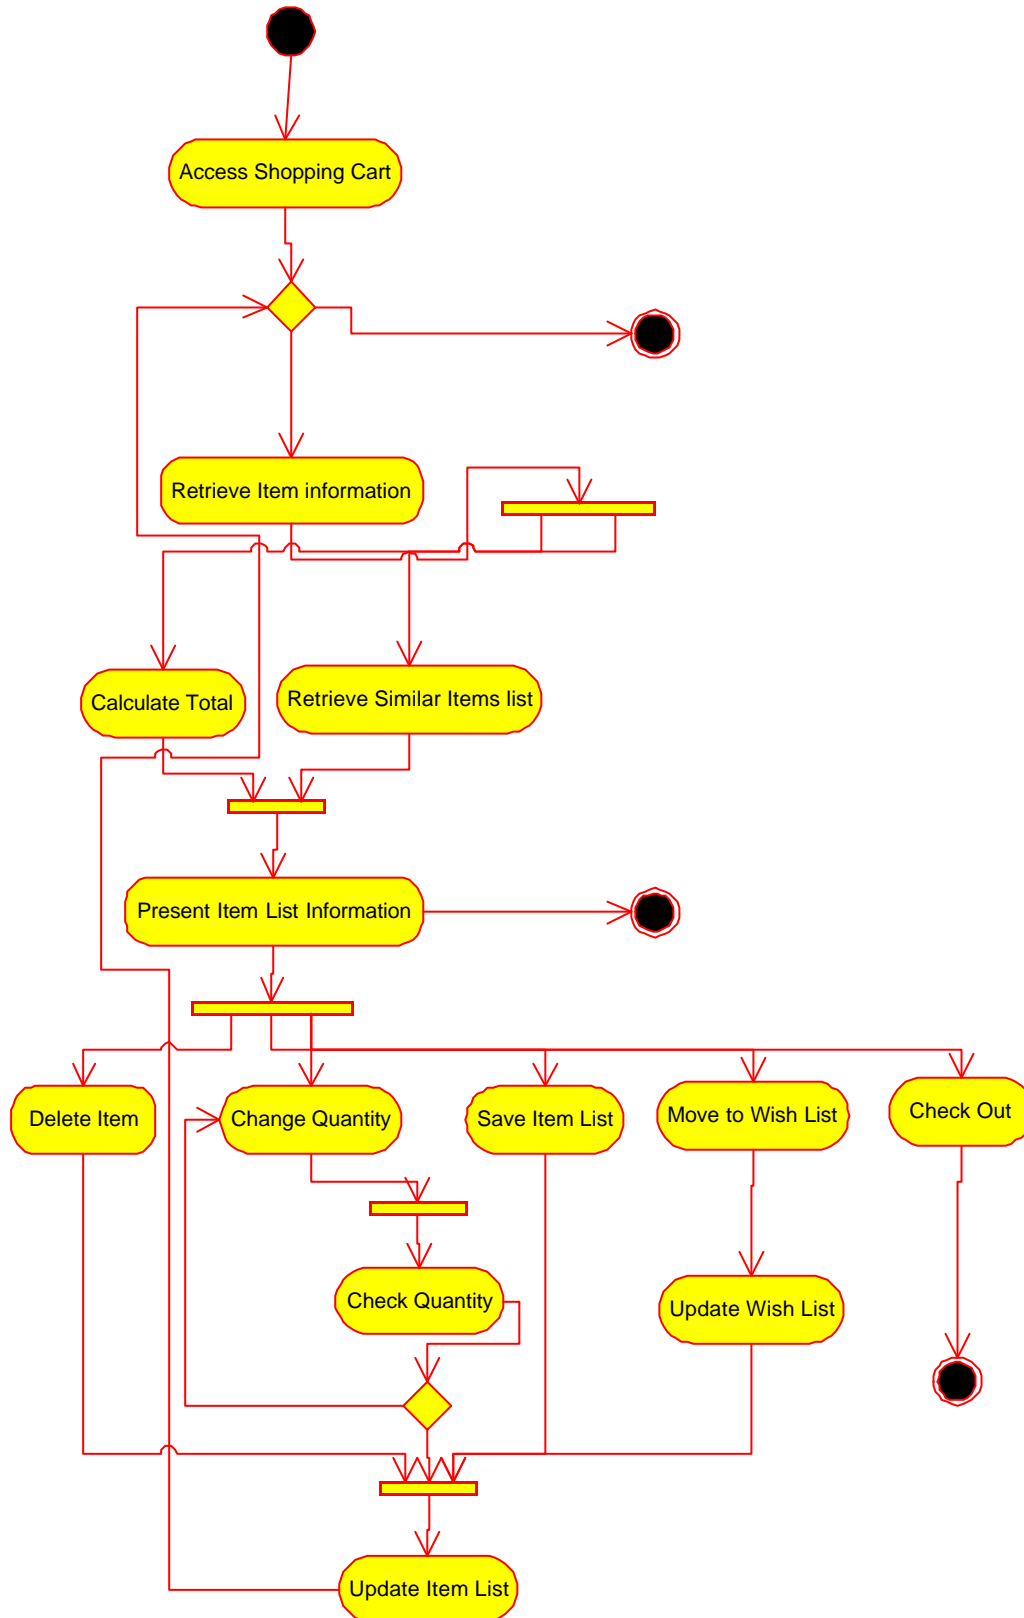 Access Shopping Cart
Retrieve Item information
Calculate Total
Retrieve Similar Items list
Present Item List Information
Delete Item
Change Quantity
Save Item List
Move to Wish List
Check Out
Check Quantity
Update Wish List
Update Item List